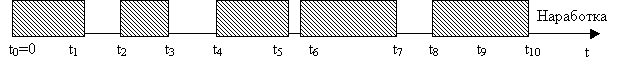 Наработка
t₀=0 t₁ t₂ t₃ t₄ t₅ t₆ t₇ t₈ t₉ t₁₀ t